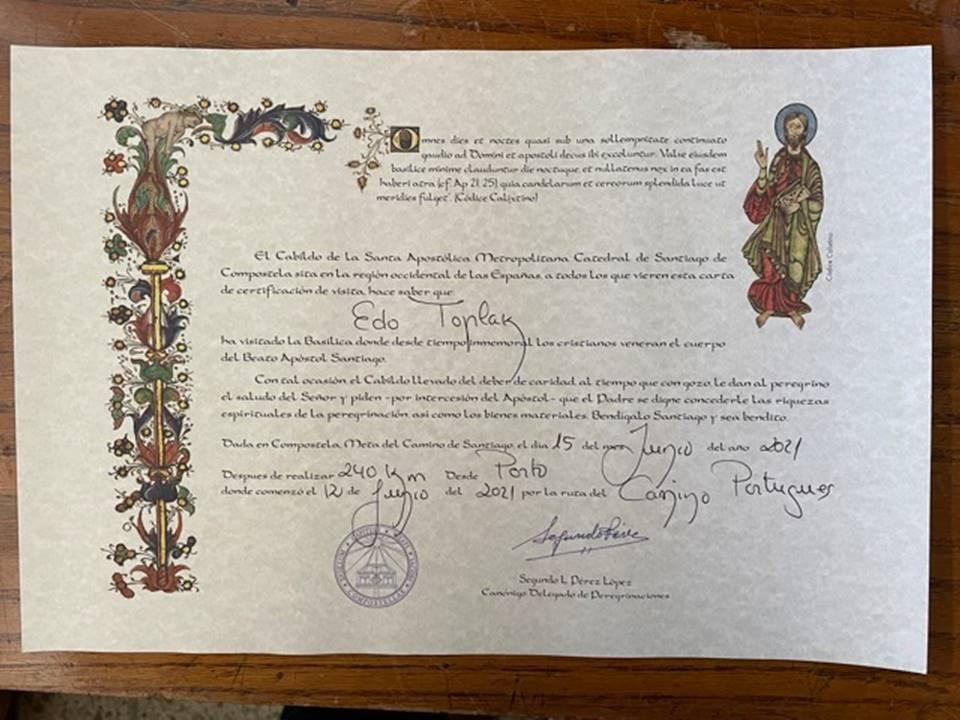 Omnes dies et noctes quasi sub una sollempnitate continuato
gaudio ad Domini et apostoli decus ibi excoluntur. Valve eiusdem
basilice minime clauduntur die noctuque, et nullatenus nox in ea fas est
haberi atra [cf. Ap 21, 25] quia candelarum et cereorum splendida luce ut
meridies fulget". (Códice Calixtino)
Codex Calixtinus
El Cabildo de la Santa Apostólica Metropolitana Catedral de Santiago de
Compostela sita en la región occidental de las Españas, a todos los que vieren esta carta
de certificación de visita, hace saber que:
Edo Toplak
ha visitado la Basílica donde desde tiempo inmemorial los cristianos veneran el cuerpo
del Beato Apóstol Santiago.
Con tal ocasión, el Cabildo llevado del deber de caridad, al tiempo que con gozo, le dan al peregrino
el saludo del Señor y piden -por intercesión del Apóstol- que el Padre se digne concederle las riquezas
espirituales de la peregrinación, así como los bienes materiales. Bendígalo Santiago y sea bendito.
Dada en Compostela, Meta del Camino de Santiago, el día 15 del mes Junio del año 2021
Despues de realizar 240 Km Desde Porto
donde comenzó el 12 de Junio del 2021 por la ruta del Camino Portugues
COMPOSTELLAE
Segundo L. Pérez López
Canónigo Delegado de Peregrinaciones